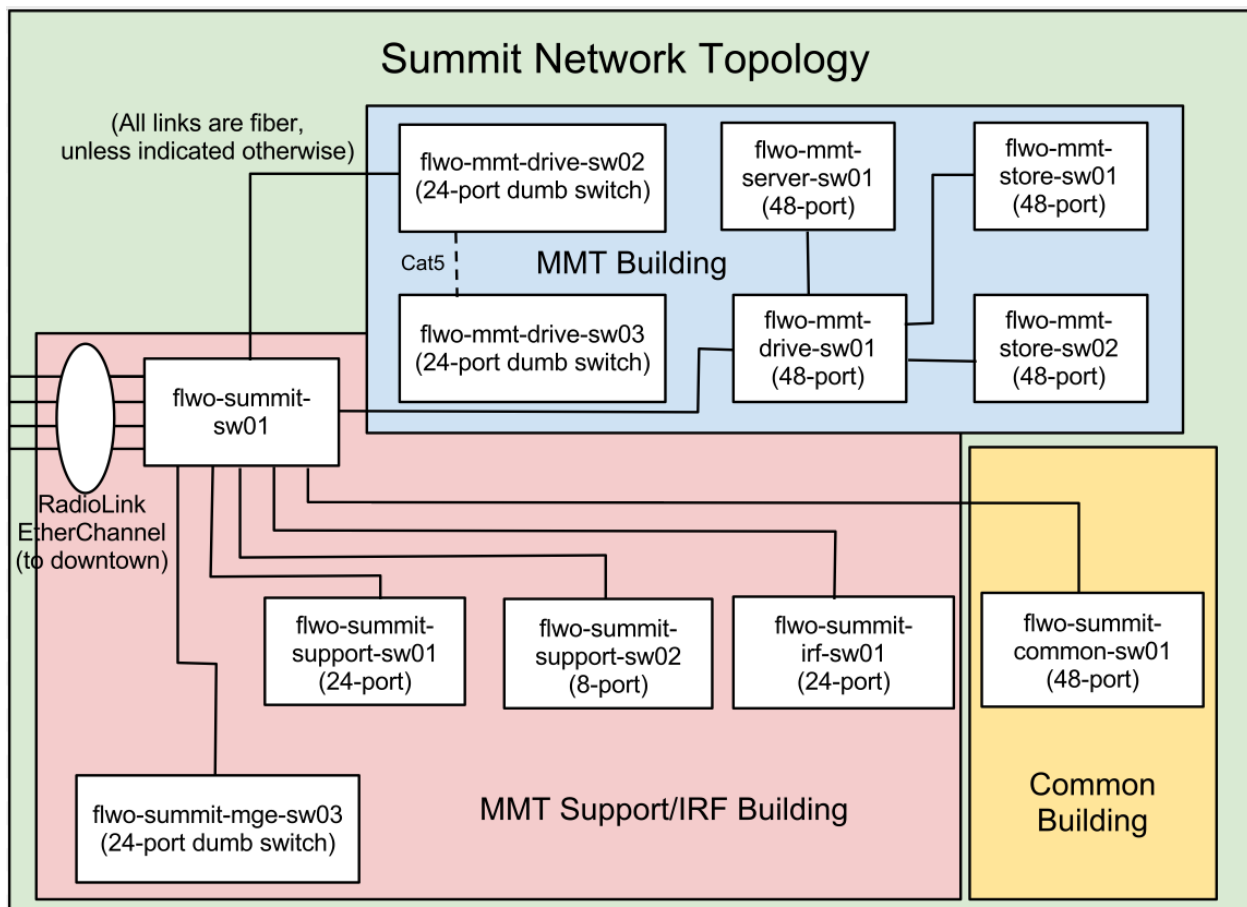 Summit Network Topology
(All links are fiber,
unless indicated otherwise)
flwo-mmt-drive-sw02
(24-port dumb switch)
flwo-mmt-
server-sw01
(48-port)
flwo-mmt-
store-sw01
(48-port)
Cat5
MMT Building
flwo-mmt-drive-sw03
(24-port dumb switch)
flwo-mmt-
drive-sw01
(48-port)
flwo-mmt-
store-sw02
(48-port)
flwo-summit-
sw01
RadioLink
EtherChannel
(to downtown)
flwo-summit-
support-sw01
(24-port)
flwo-summit-
support-sw02
(8-port)
flwo-summit-
irf-sw01
(24-port)
flwo-summit-
common-sw01
(48-port)
flwo-summit-mge-sw03
(24-port dumb switch)
MMT Support/IRF Building
Common
Building